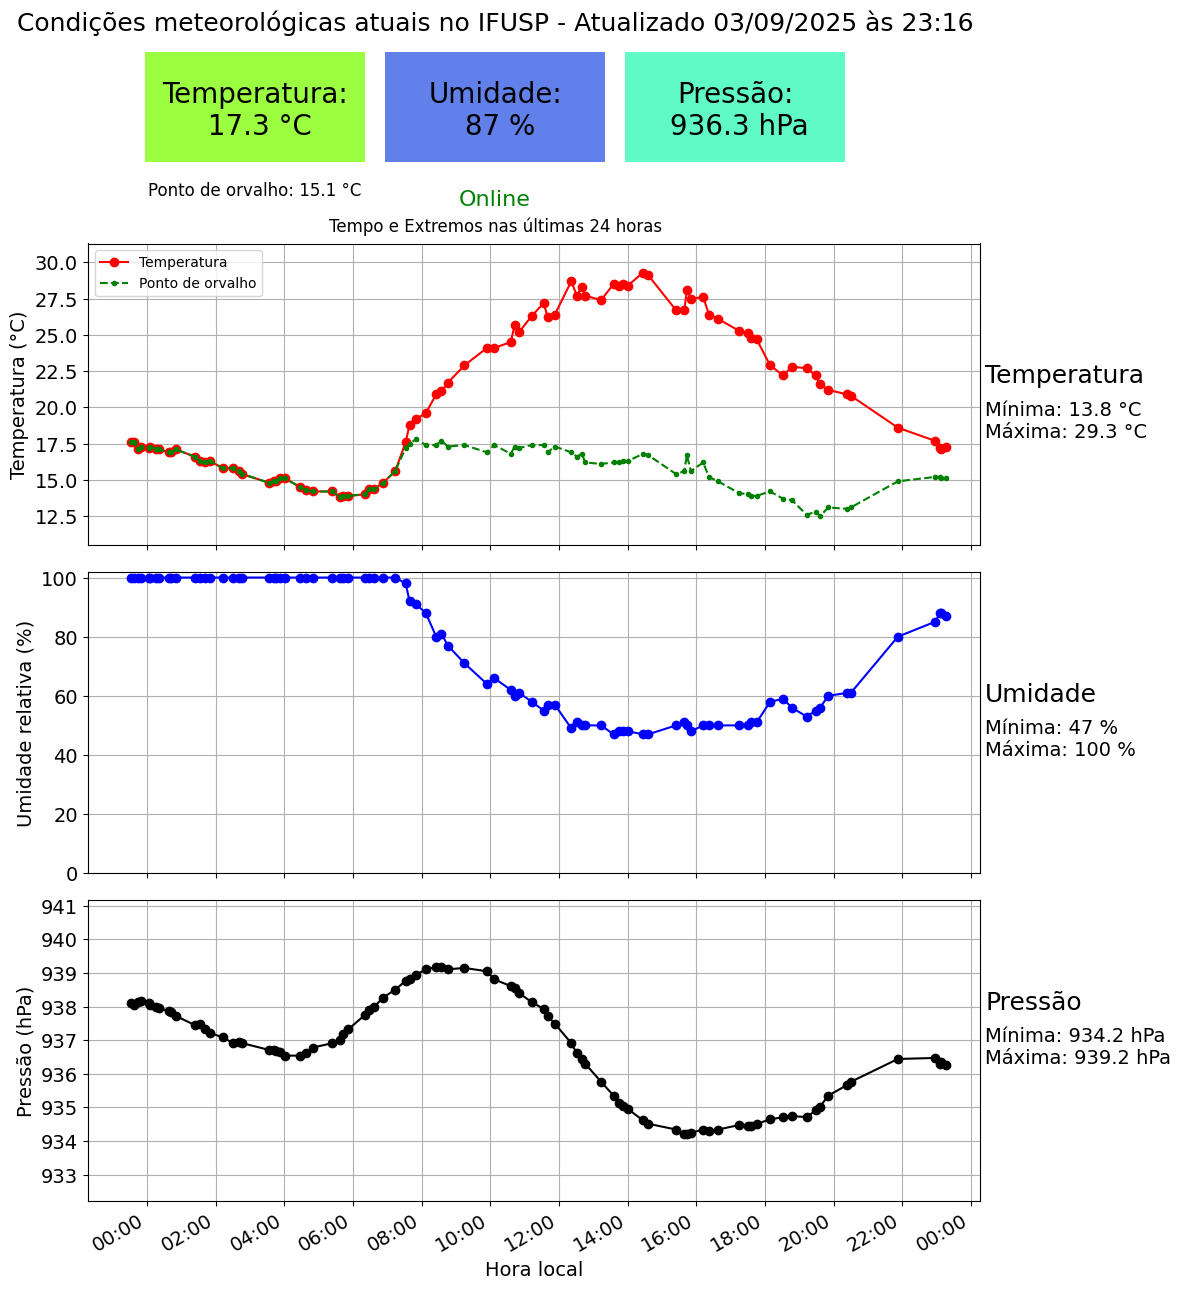 Condições meteorológicas atuais no IFUSP - Atualizado 03/09/2025 às 23:16
Temperatura:
17.3 °C
Umidade:
87 %
Pressão:
936.3 hPa
Ponto de orvalho: 15.1 °C
Online
Tempo e Extremos nas últimas 24 horas
Temperatura
Ponto de orvalho
Temperatura (°C)
30.0
27.5
25.0
22.5
20.0
17.5
15.0
12.5
Temperatura
Mínima: 13.8 °C
Máxima: 29.3 °C
Umidade relativa (%)
100
80
60
40
20
0
Umidade
Mínima: 47 %
Máxima: 100 %
Pressão (hPa)
941
940
939
938
937
936
935
934
933
Pressão
Mínima: 934.2 hPa
Máxima: 939.2 hPa
00:00
02:00
04:00
06:00
08:00
10:00
12:00
14:00
16:00
18:00
20:00
22:00
00:00
Hora local